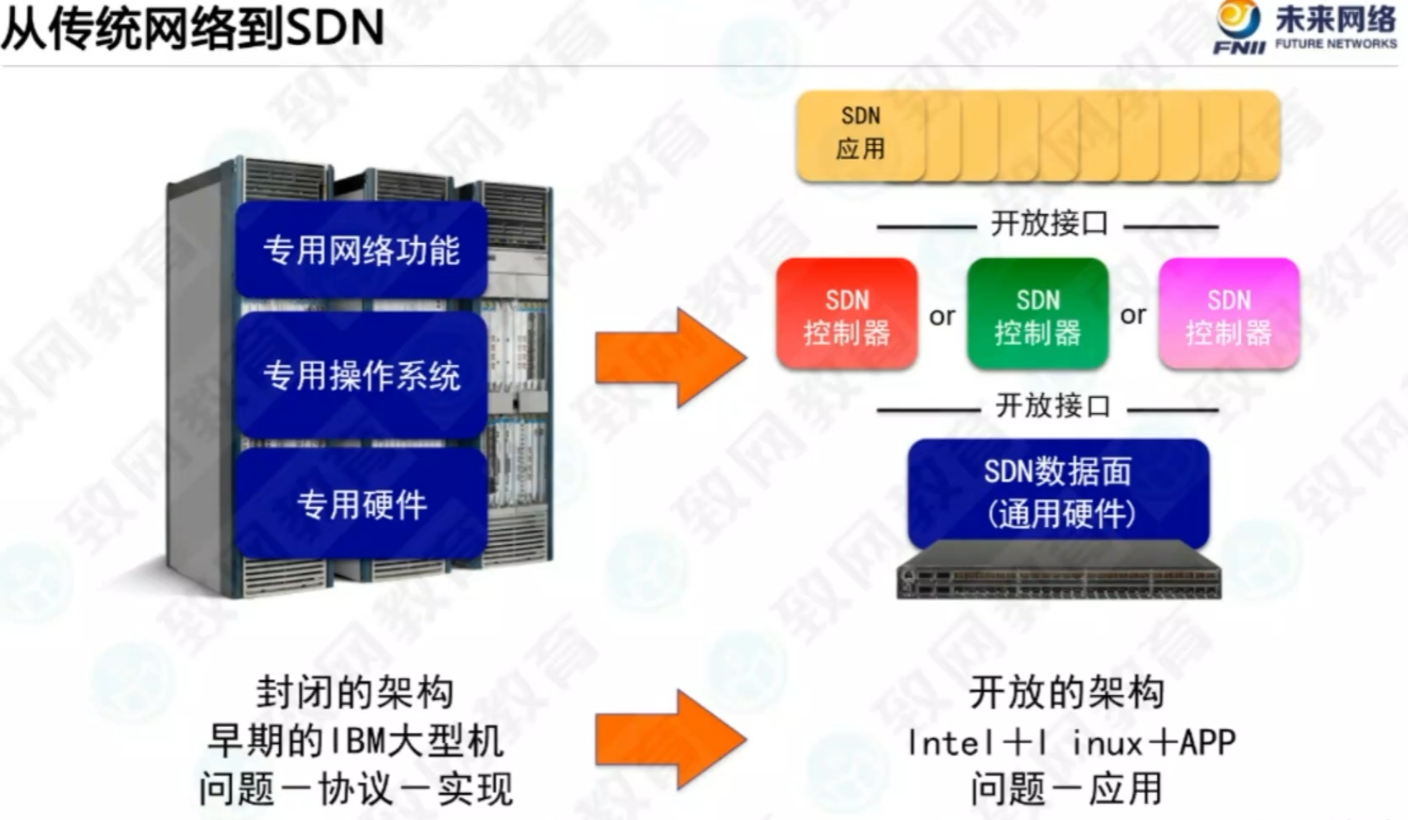 从传统网络到SDN
未来网络
FNII FUTURE NETWORKS
专用网络功能
专用操作系统
专用硬件
SDN
应用
开放接口
SDN
控制器
or
SDN
控制器
or
SDN
控制器
开放接口
SDN数据面
(通用硬件)
封闭的架构
早期的IBM大型机
问题－协议－实现
开放的架构
Intel＋l inux＋APP
问题－应用
致网教育